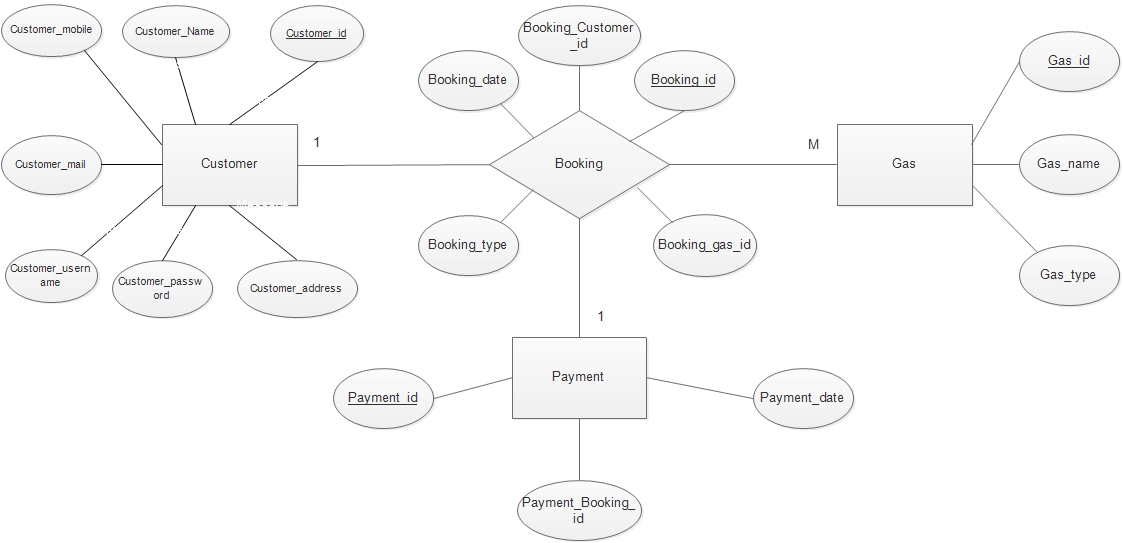 Customer_mobile
Customer_Name
Customer_id
Booking_Customer
_id
Booking_date
Booking_id
Gas_id
1
M
Customer_mail
Customer
Booking
Gas
Gas_name
Booking_type
Booking_gas_id
Customer_usern
ame
Customer_passw
ord
Customer_address
Gas_type
1
Payment
Payment_id
Payment_date
Payment_Booking_
id